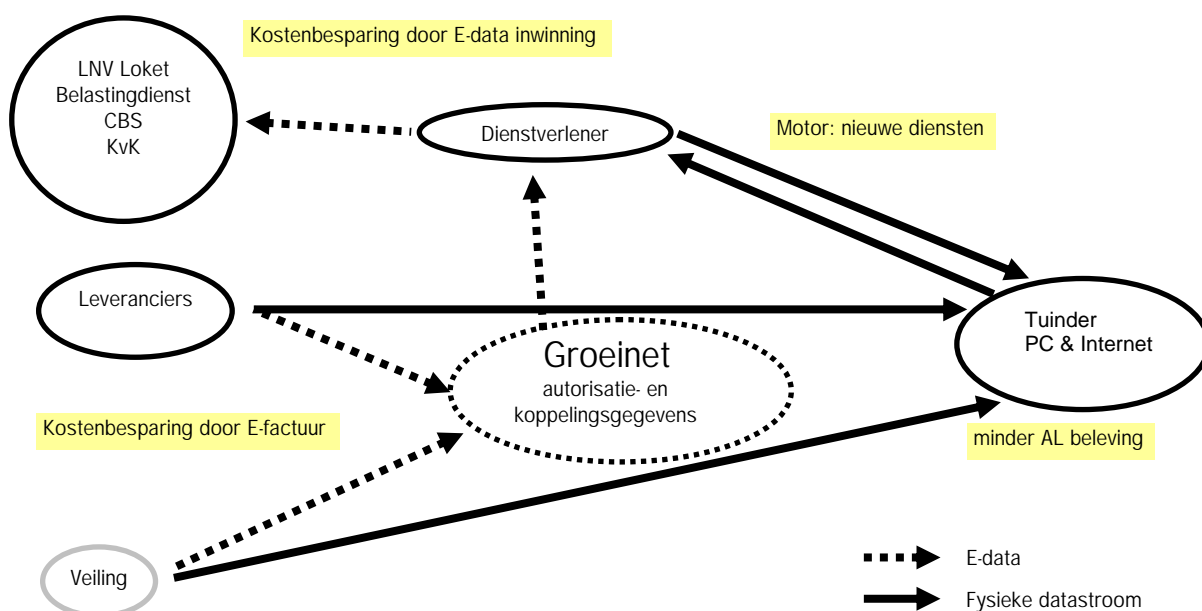 Kostenbesparing door E-data inwinning
LNV Loket
Belastingdienst
CBS
KvK
Dienstverlener
Motor: nieuwe diensten
Leveranciers
Tuinder
PC & Internet
Groeinet
autorisatie- en
koppelingsgegevens
Kostenbesparing door E-factuur
minder AL beleving
Veiling
E-data
Fysieke datastroom